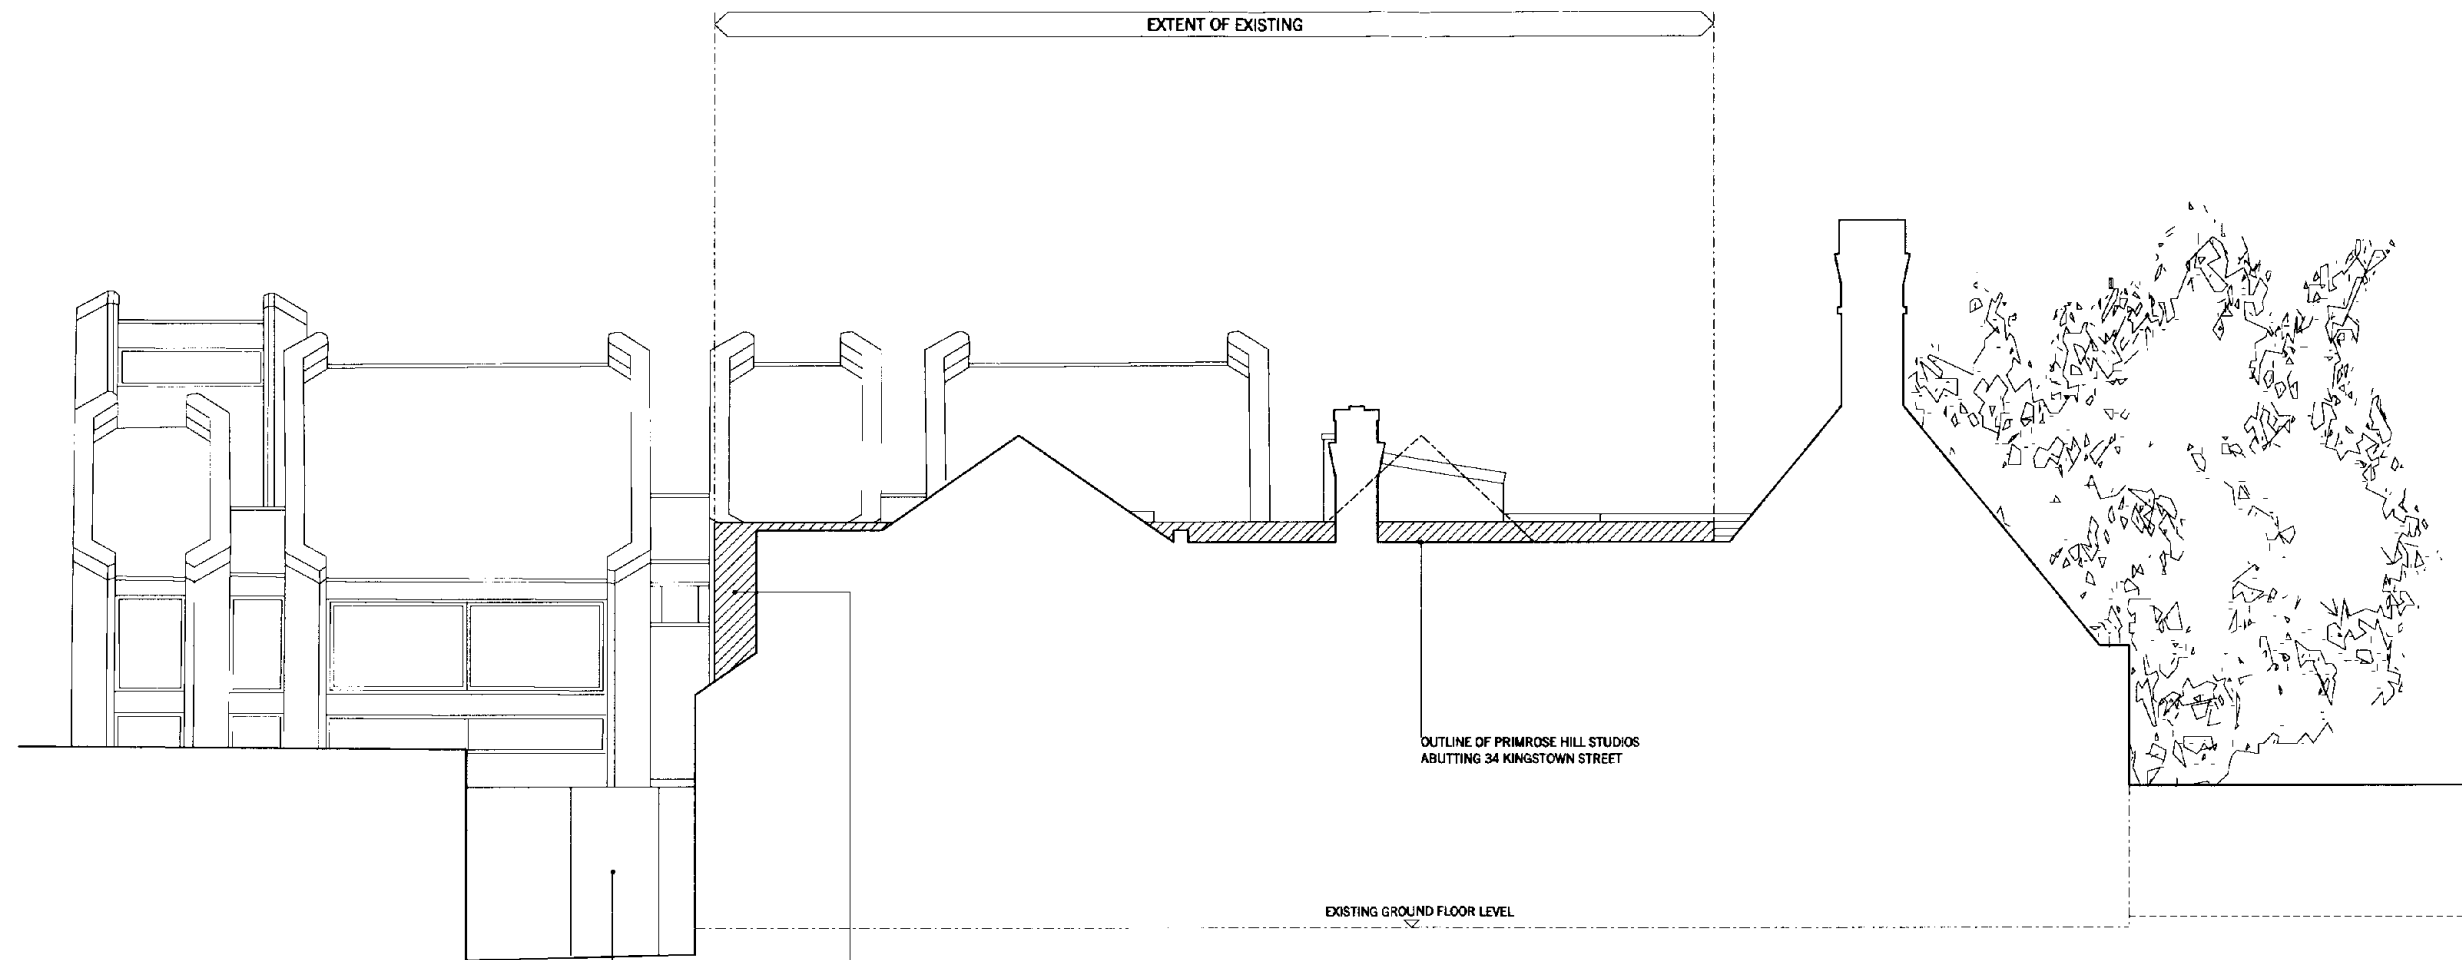 EXTENT OF EXISTING
OUTLINE OF PRIMROSE HILL STUDIOS
ABUTTING 34 KINGSTOWN STREET
EXISTING GROUND FLOOR LEVEL